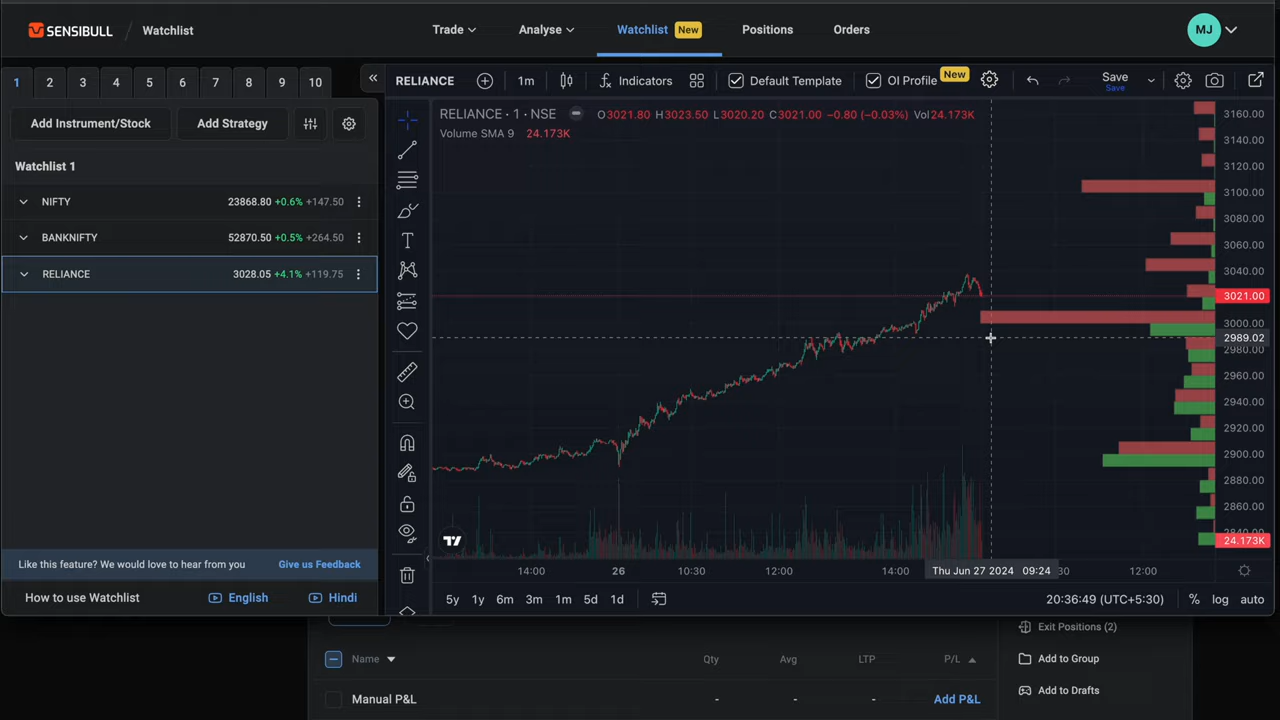 SENSIBULL / Watchlist
Trade
Analyse
Watchlist New
Positions
Orders
MJ
1 2 3 4 5 6 7 8 9 10
RELIANCE
1m
Indicators
Default Template
OI Profile New
Save
Save
Add Instrument/Stock
Add Strategy
Watchlist 1
NIFTY 23868.80 +0.6% +147.50
BANKNIFTY 52870.50 +0.5% +264.50
RELIANCE 3028.05 +4.1% +119.75
RELIANCE · 1 · NSE O3021.80 H3023.50 L3020.20 C3021.00 −0.80 (−0.03%) Vol24.173K
Volume SMA 9 24.173K
3160.00
3140.00
3120.00
3100.00
3080.00
3060.00
3040.00
3021.00
3000.00
2989.02
2980.00
2960.00
2940.00
2920.00
2900.00
2880.00
2860.00
2840.00
24.173K
14:00 26 10:30 12:00 14:00 Thu Jun 27 2024 09:24 :30 12:00
5y 1y 6m 3m 1m 5d 1d
20:36:49 (UTC+5:30) % log auto
Like this feature? We would love to hear from you Give us Feedback
How to use Watchlist English Hindi
Exit Positions (2)
Name Qty Avg LTP P/L
Add to Group
Add to Drafts
Manual P&L - - - Add P&L